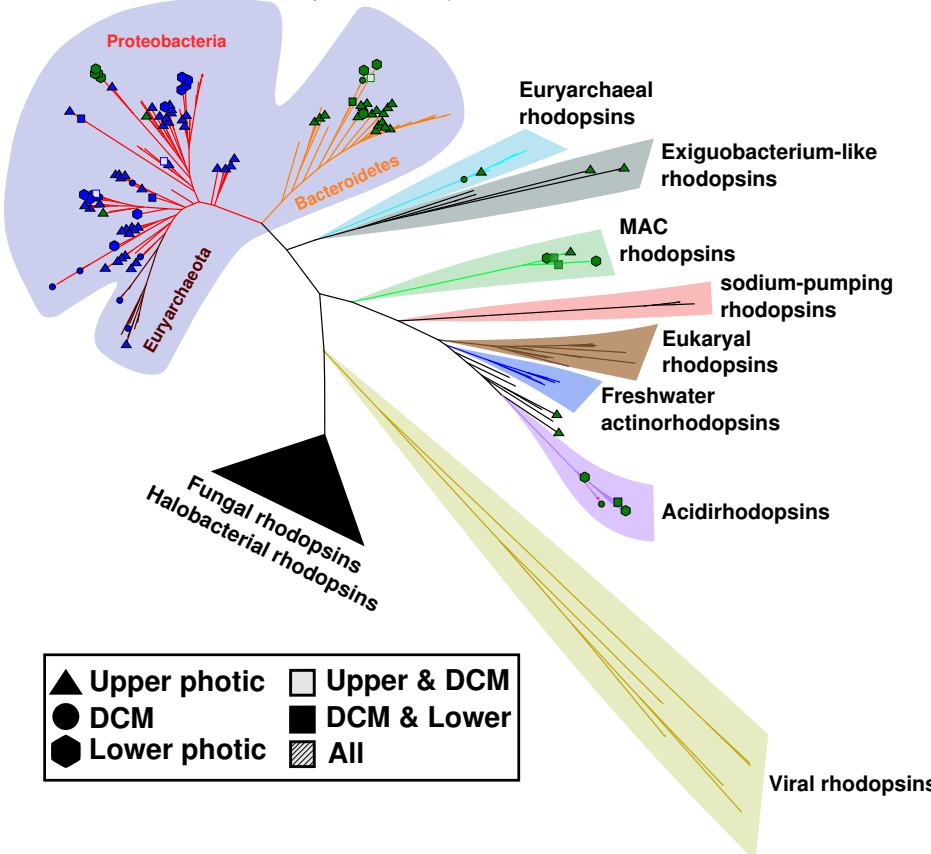 Proteobacteria
Bacteroidetes
Euryarchaeota
Euryarchaeal
rhodopsins
Exiguobacterium-like
rhodopsins
MAC
rhodopsins
sodium-pumping
rhodopsins
Eukaryal
rhodopsins
Freshwater
actinorhodopsins
Acidirhodopsins
Fungal rhodopsins
Halobacterial rhodopsins
Viral rhodopsins
Upper photic
DCM
Lower photic
Upper & DCM
DCM & Lower
All